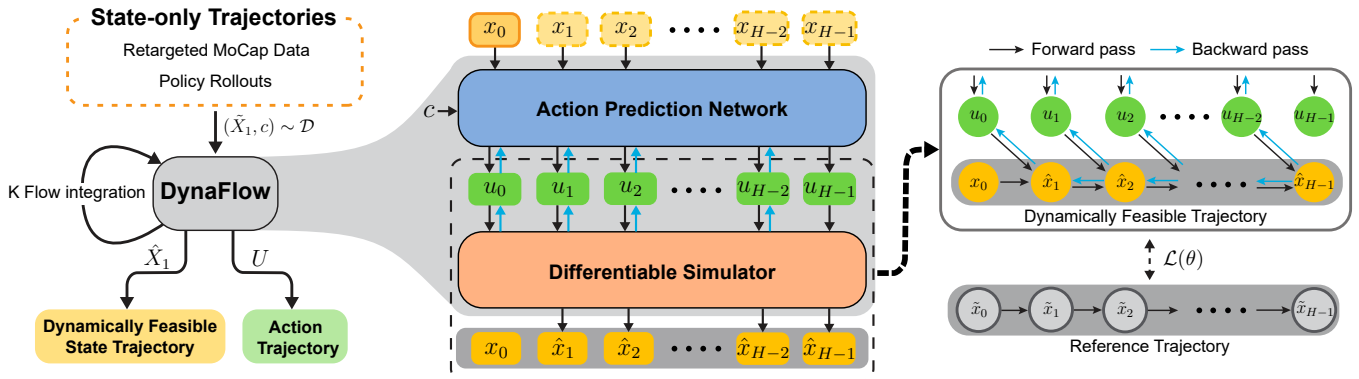 State-only Trajectories
Retargeted MoCap Data
Policy Rollouts
(X̃₁, c) ∼ 𝒟
K Flow integration
DynaFlow
X̂₁
U
Dynamically Feasible
State Trajectory
Action
Trajectory
x₀ x₁ x₂ •••• x_{H−2} x_{H−1}
c
Action Prediction Network
u₀ u₁ u₂ •••• u_{H−2} u_{H−1}
Differentiable Simulator
x₀ x̂₁ x̂₂ •••• x̂_{H−2} x̂_{H−1}
Forward pass Backward pass
u₀ u₁ u₂ •••• u_{H−2} u_{H−1}
x₀ x̂₁ x̂₂ •••• x̂_{H−1}
Dynamically Feasible Trajectory
ℒ(θ)
x̃₀ x̃₁ x̃₂ •••• x̃_{H−1}
Reference Trajectory